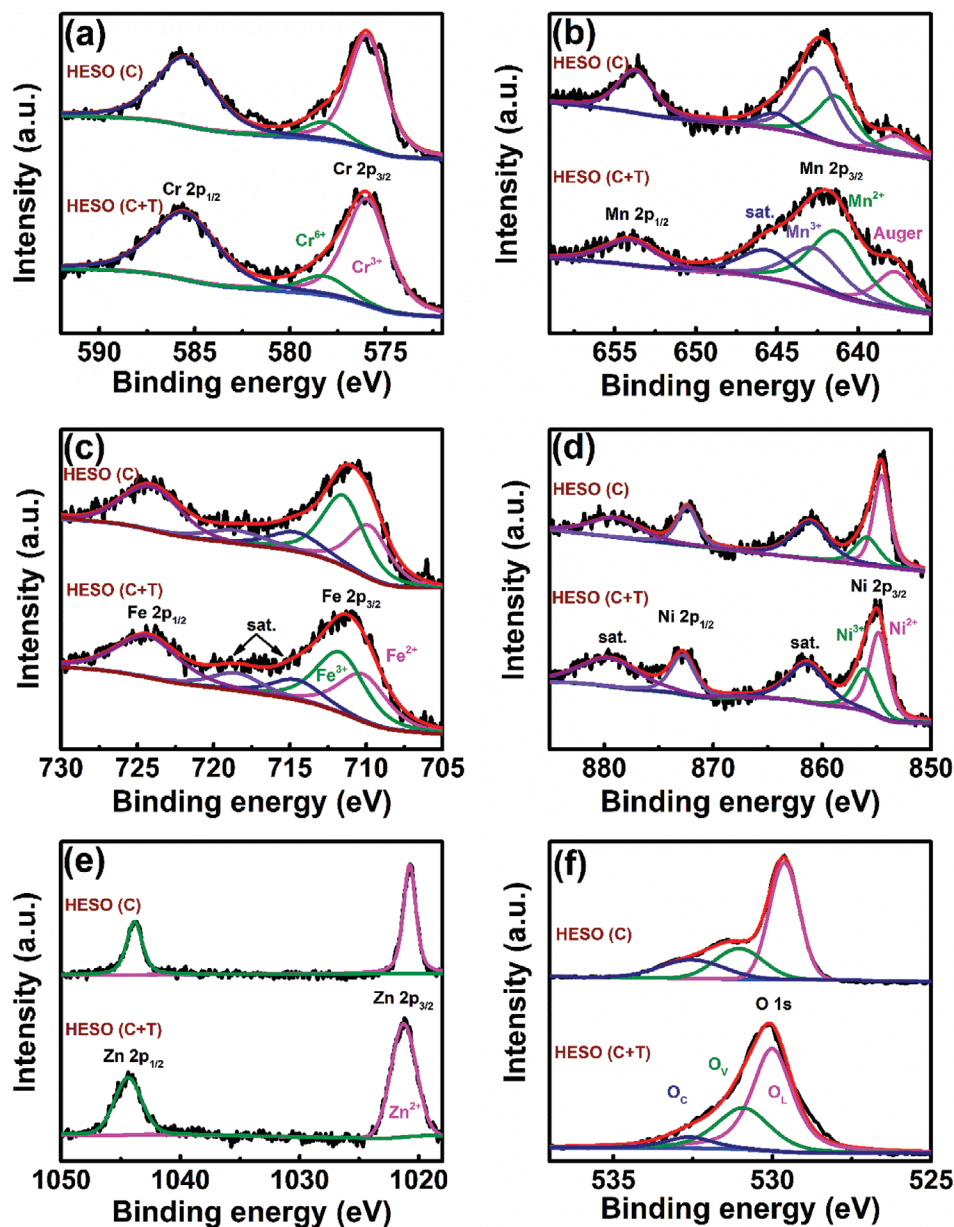 (a)
HESO (C)
Cr 2p3/2
Cr 2p1/2
HESO (C+T)
Cr6+
Cr3+
590 585 580 575
Binding energy (eV)
Intensity (a.u.)
(b)
HESO (C)
HESO (C+T)
Mn 2p3/2
Mn2+
sat.
Mn 2p1/2
Mn3+
Auger
655 650 645 640
Binding energy (eV)
Intensity (a.u.)
(c)
HESO (C)
HESO (C+T)
Fe 2p3/2
Fe 2p1/2
sat.
Fe2+
Fe3+
730 725 720 715 710 705
Binding energy (eV)
Intensity (a.u.)
(d)
HESO (C)
HESO (C+T)
Ni 2p3/2
sat.
Ni 2p1/2
sat.
Ni3+
Ni2+
880 870 860 850
Binding energy (eV)
Intensity (a.u.)
(e)
HESO (C)
Zn 2p3/2
HESO (C+T)
Zn 2p1/2
Zn2+
1050 1040 1030 1020
Binding energy (eV)
Intensity (a.u.)
(f)
HESO (C)
O 1s
HESO (C+T)
OV
OC
OL
535 530 525
Binding energy (eV)
Intensity (a.u.)